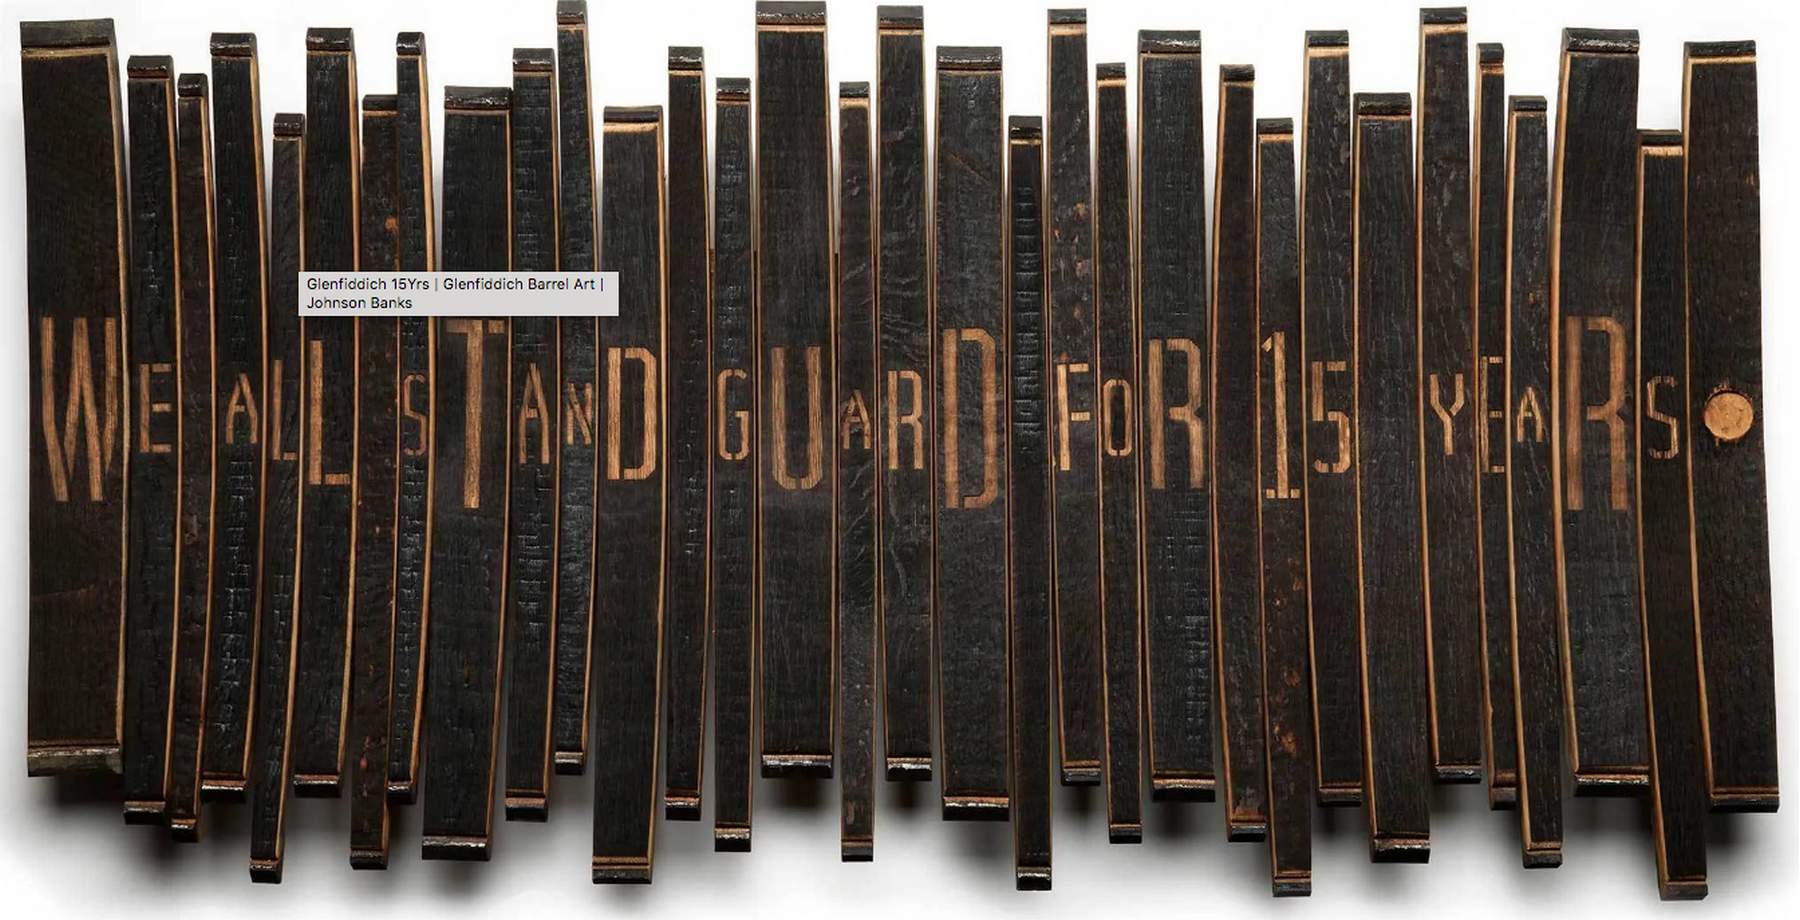 WE ALL STAND GUARD FOR 15 YEARS.
Glenfiddich 15Yrs | Glenfiddich Barrel Art |
Johnson Banks